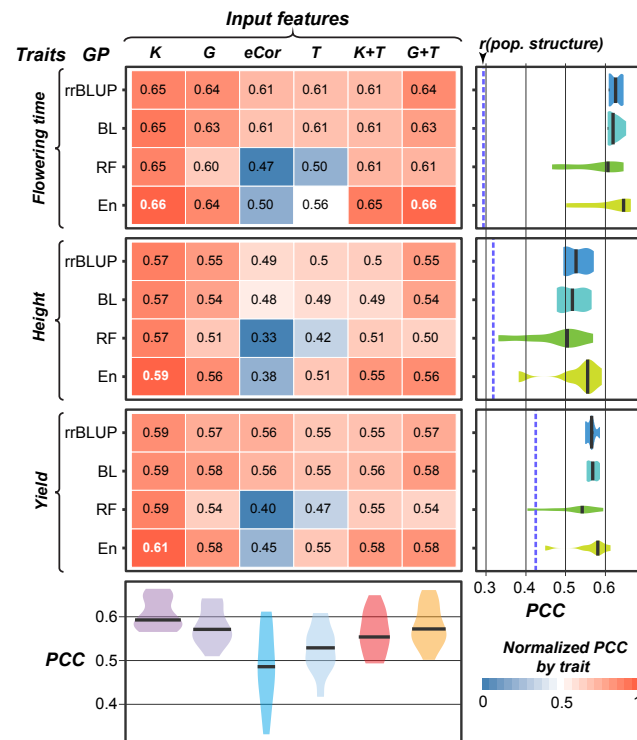 Input features
Traits GP K G eCor T K+T G+T r(pop. structure)
Flowering time
rrBLUP 0.65 0.64 0.61 0.61 0.61 0.64
BL 0.65 0.63 0.61 0.61 0.61 0.63
RF 0.65 0.60 0.47 0.50 0.61 0.61
En 0.66 0.64 0.50 0.56 0.65 0.66
Height
rrBLUP 0.57 0.55 0.49 0.5 0.5 0.55
BL 0.57 0.54 0.48 0.49 0.49 0.54
RF 0.57 0.51 0.33 0.42 0.51 0.50
En 0.59 0.56 0.38 0.51 0.55 0.56
Yield
rrBLUP 0.59 0.57 0.56 0.55 0.55 0.57
BL 0.59 0.58 0.56 0.55 0.56 0.58
RF 0.59 0.54 0.40 0.47 0.55 0.54
En 0.61 0.58 0.45 0.55 0.58 0.58
0.3 0.4 0.5 0.6
PCC
PCC
0.6
0.5
0.4
Normalized PCC
by trait
0 0.5 1